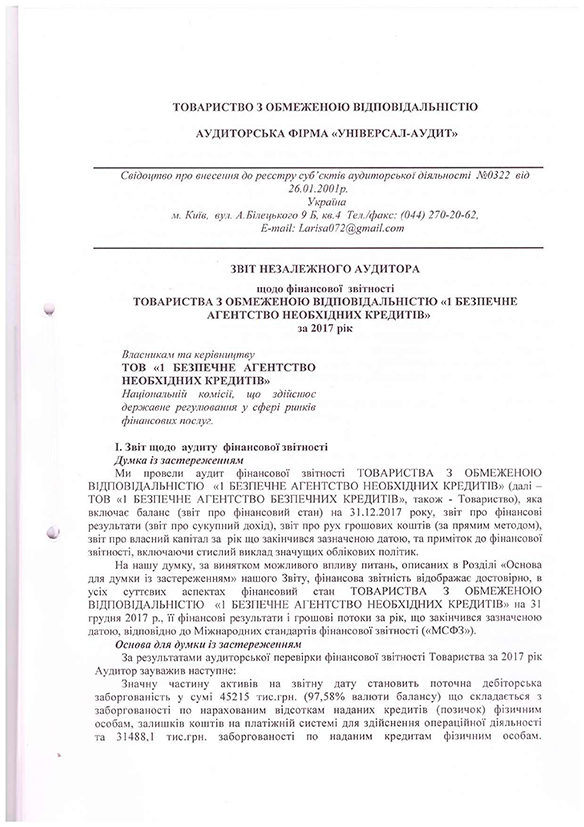 ТОВАРИСТВО З ОБМЕЖЕНОЮ ВІДПОВІДАЛЬНІСТЮ
АУДИТОРСЬКА ФІРМА «УНІВЕРСАЛ-АУДИТ»
Свідоцтво про внесення до реєстру суб'єктів аудиторської діяльності №0322 від
26.01.2001р.
Україна
м. Київ, вул. А.Білецького 9 Б, кв.4 Тел./факс: (044) 270-20-62,
E-mail: Larisa072@gmail.com
ЗВІТ НЕЗАЛЕЖНОГО АУДИТОРА
щодо фінансової звітності
ТОВАРИСТВА З ОБМЕЖЕНОЮ ВІДПОВІДАЛЬНІСТЮ «1 БЕЗПЕЧНЕ
АГЕНТСТВО НЕОБХІДНИХ КРЕДИТІВ»
за 2017 рік
Власникам та керівництву
ТОВ «1 БЕЗПЕЧНЕ АГЕНТСТВО
НЕОБХІДНИХ КРЕДИТІВ»
Національній комісії, що здійснює
державне регулювання у сфері ринків
фінансових послуг.
І. Звіт щодо аудиту фінансової звітності
Думка із застереженням
Ми провели аудит фінансової звітності ТОВАРИСТВА З ОБМЕЖЕНОЮ
ВІДПОВІДАЛЬНІСТЮ «1 БЕЗПЕЧНЕ АГЕНТСТВО НЕОБХІДНИХ КРЕДИТІВ» (далі –
ТОВ «1 БЕЗПЕЧНЕ АГЕНТСТВО БЕЗПЕЧНИХ КРЕДИТІВ», також - Товариство), яка
включає баланс (звіт про фінансовий стан) на 31.12.2017 року, звіт про фінансові
результати (звіт про сукупний дохід), звіт про рух грошових коштів (за прямим методом),
звіт про власний капітал за рік що закінчився зазначеною датою, та приміток до фінансової
звітності, включаючи стислий виклад значущих облікових політик.
На нашу думку, за винятком можливого впливу питань, описаних в Розділі «Основа
для думки із застереженням» нашого Звіту, фінансова звітність відображає достовірно, в
усіх суттєвих аспектах фінансовий стан ТОВАРИСТВА З ОБМЕЖЕНОЮ
ВІДПОВІДАЛЬНІСТЮ «1 БЕЗПЕЧНЕ АГЕНТСТВО НЕОБХІДНИХ КРЕДИТІВ» на 31
грудня 2017 р., її фінансові результати і грошові потоки за рік, що закінчився зазначеною
датою, відповідно до Міжнародних стандартів фінансової звітності («МСФЗ»).
Основа для думки із застереженням
За результатами аудиторської перевірки фінансової звітності Товариства за 2017 рік
Аудитор зауважив наступне:
Значну частину активів на звітну дату становить поточна дебіторська
заборгованість у сумі 45215 тис.грн. (97,58% валюти балансу) що складається з
заборгованості по нарахованим відсоткам наданих кредитів (позичок) фізичним
особам, залишків коштів на платіжній системі для здійснення операційної діяльності
та 31488,1 тис.грн. заборгованості по наданим кредитам фізичним особам.